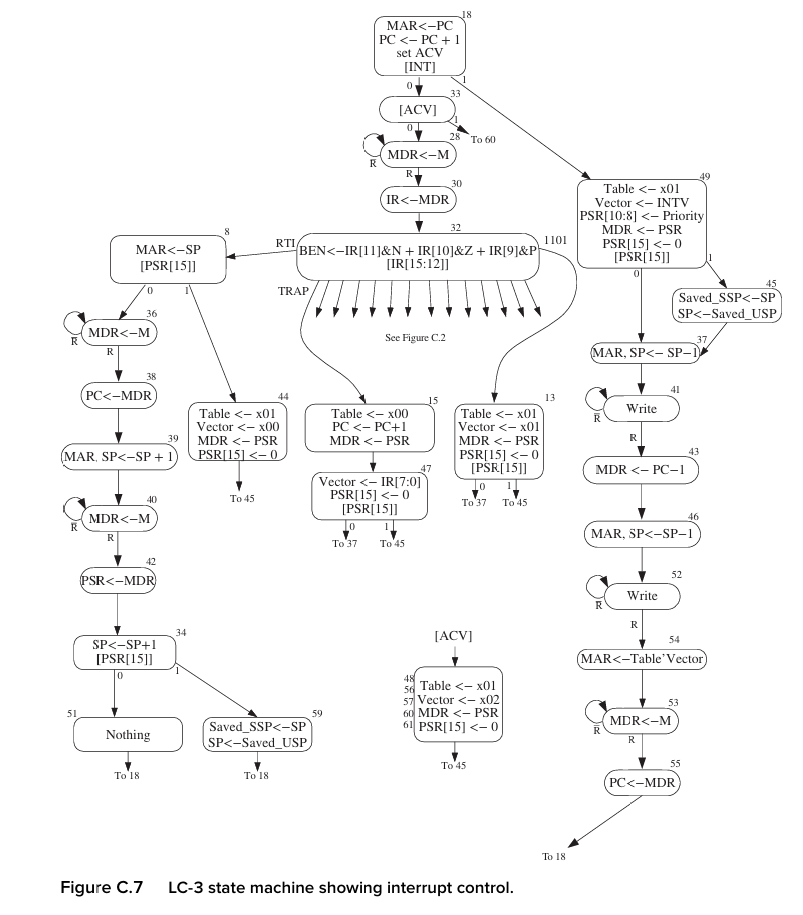 18
MAR<–PC
PC <– PC + 1
set ACV
[INT]
0
1
33
[ACV]
0
1
To 60
28
MDR<–M
R̅
R
30
IR<–MDR
32
BEN<–IR[11]&N + IR[10]&Z + IR[9]&P
[IR[15:12]]
RTI
TRAP
1101
See Figure C.2
8
MAR<–SP
[PSR[15]]
0
1
36
MDR<–M
R̅
R
38
PC<–MDR
39
MAR, SP<–SP + 1
40
MDR<–M
R̅
R
42
PSR<–MDR
34
SP<–SP+1
[PSR[15]]
0
1
51
Nothing
To 18
59
Saved_SSP<–SP
SP<–Saved_USP
To 18
44
Table <– x01
Vector <– x00
MDR <– PSR
PSR[15] <– 0
To 45
15
Table <– x00
PC <– PC+1
MDR <– PSR
47
Vector <– IR[7:0]
PSR[15] <– 0
[PSR[15]]
0
1
To 37
To 45
13
Table <– x01
Vector <– x01
MDR <– PSR
PSR[15] <– 0
[PSR[15]]
0
1
To 37
To 45
[ACV]
48
56
57
60
61
Table <– x01
Vector <– x02
MDR <– PSR
PSR[15] <– 0
To 45
49
Table <– x01
Vector <– INTV
PSR[10:8] <– Priority
MDR <– PSR
PSR[15] <– 0
[PSR[15]]
0
1
45
Saved_SSP<–SP
SP<–Saved_USP
37
MAR, SP<– SP–1
41
Write
R̅
R
43
MDR <– PC–1
46
MAR, SP<–SP–1
52
Write
R̅
R
54
MAR<–Table'Vector
53
MDR<–M
R̅
R
55
PC<–MDR
To 18
Figure C.7 LC-3 state machine showing interrupt control.